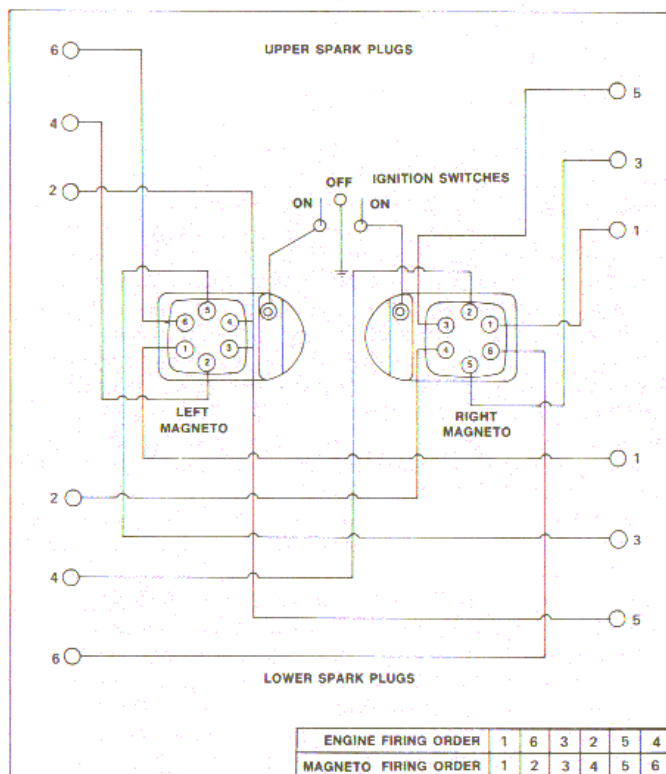 UPPER SPARK PLUGS
6
5
4
3
2
IGNITION SWITCHES
OFF
ON ON
1
5
6 4
1 3
2
2
3 1
4 6
5
LEFT
MAGNETO
RIGHT
MAGNETO
1
2
3
4
5
6
LOWER SPARK PLUGS
ENGINE FIRING ORDER 1 6 3 2 5 4
MAGNETO FIRING ORDER 1 2 3 4 5 6